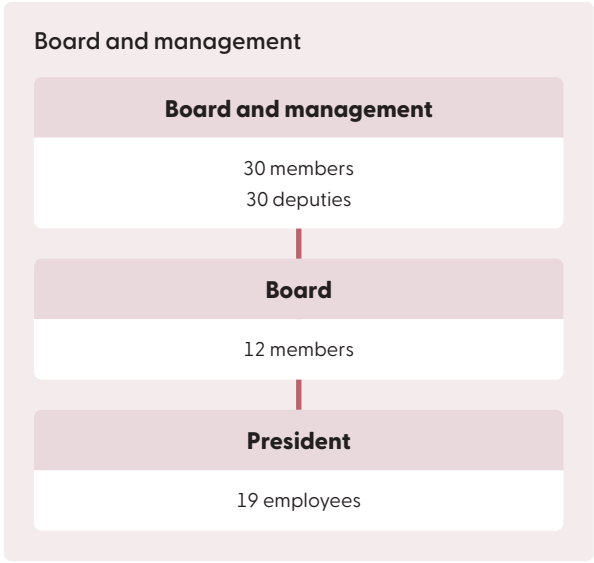 Board and management
Board and management
30 members
30 deputies
Board
12 members
President
19 employees